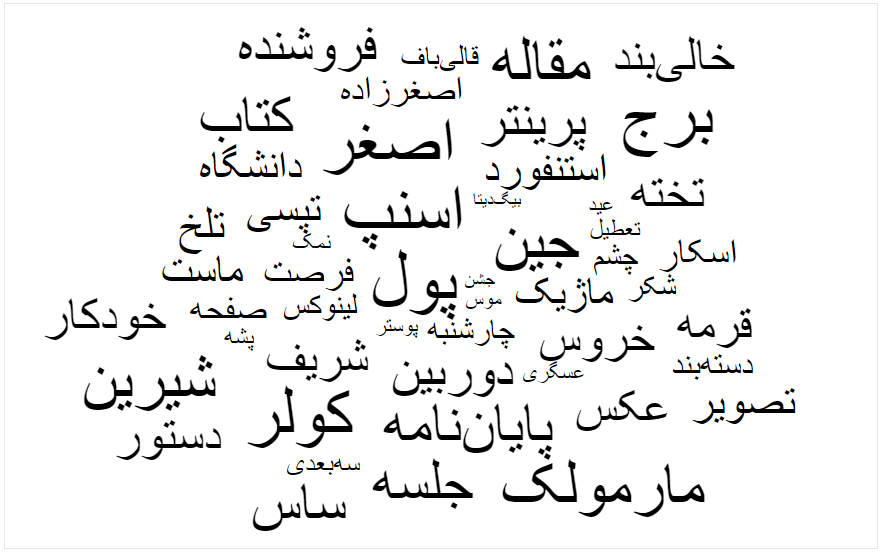 خالی‌بند
مقاله
قالی‌باف
فروشنده
اصغرزاده
برج
پرینتر
اصغر
کتاب
استنفورد
دانشگاه
تخته
عید
بیگ‌دیتا
اسنپ
تپسی
تلخ
تعطیل
نمک
اسکار
چشم
جین
فرصت
ماست
شکر
ماژیک
جشن
موس
پول
لینوکس
صفحه
خودکار
قرمه
خروس
چارشنبه
پوستر
پشه
دسته‌بند
عسگری
دوربین
شریف
شیرین
تصویر
عکس
پایان‌نامه
کولر
دستور
سه‌بعدی
مارمولک
جلسه
ساس